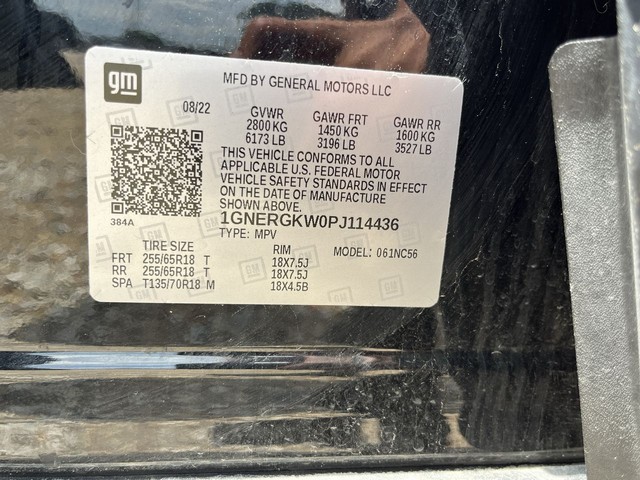 gm
MFD BY GENERAL MOTORS LLC
08/22 GVWR GAWR FRT GAWR RR
2800 KG 1450 KG 1600 KG
6173 LB 3196 LB 3527 LB
THIS VEHICLE CONFORMS TO ALL
APPLICABLE U.S. FEDERAL MOTOR
VEHICLE SAFETY STANDARDS IN EFFECT
ON THE DATE OF MANUFACTURE
SHOWN ABOVE.
384A
1GNERGKW0PJ114436
TYPE: MPV
TIRE SIZE RIM MODEL: 061NC56
FRT 255/65R18 T 18X7.5J
RR 255/65R18 T 18X7.5J
SPA T135/70R18 M 18X4.5B